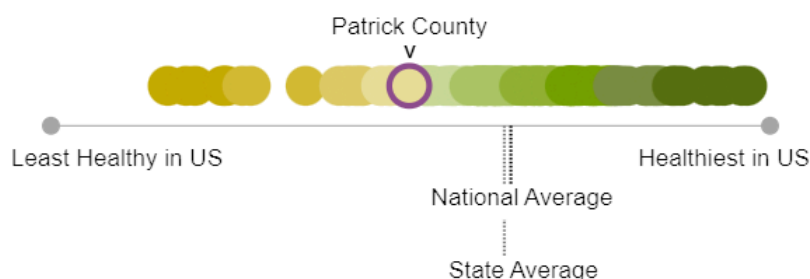 Patrick County
v
Least Healthy in US
Healthiest in US
National Average
State Average